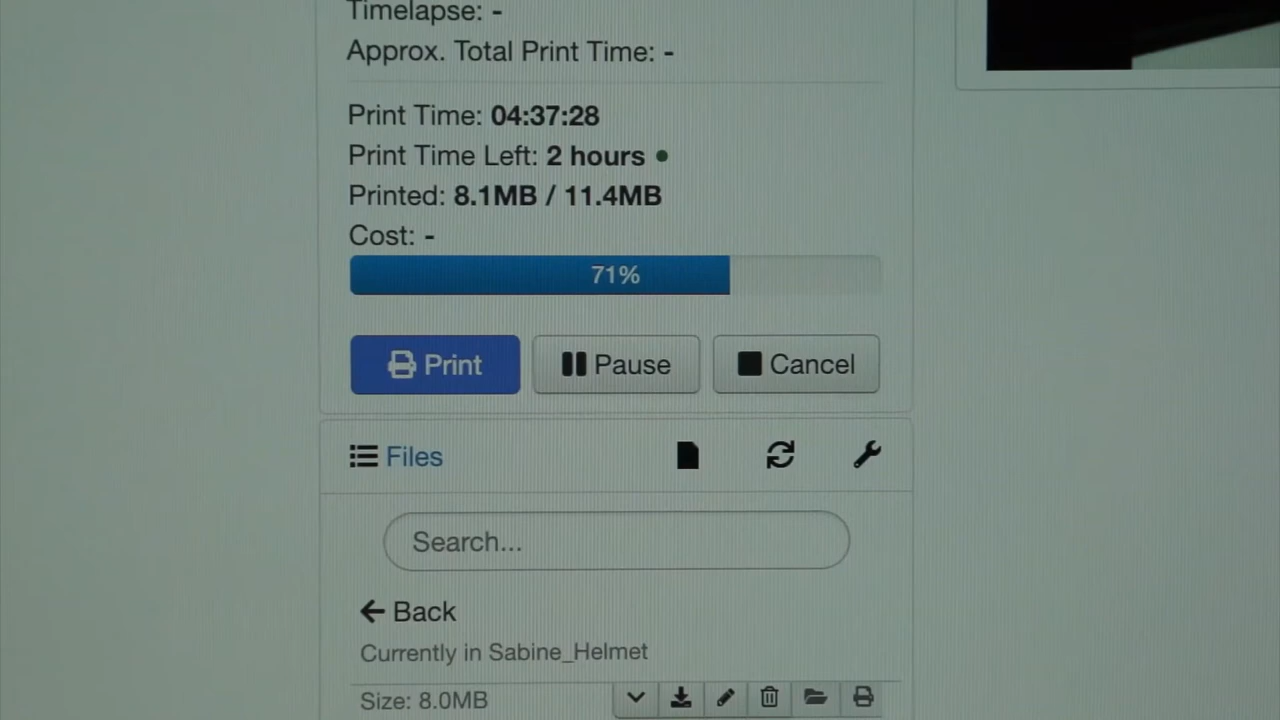 Timelapse: -
Approx. Total Print Time: -
Print Time: 04:37:28
Print Time Left: 2 hours
Printed: 8.1MB / 11.4MB
Cost: -
71%
Print Pause Cancel
Files
Search...
Back
Currently in Sabine_Helmet
Size: 8.0MB